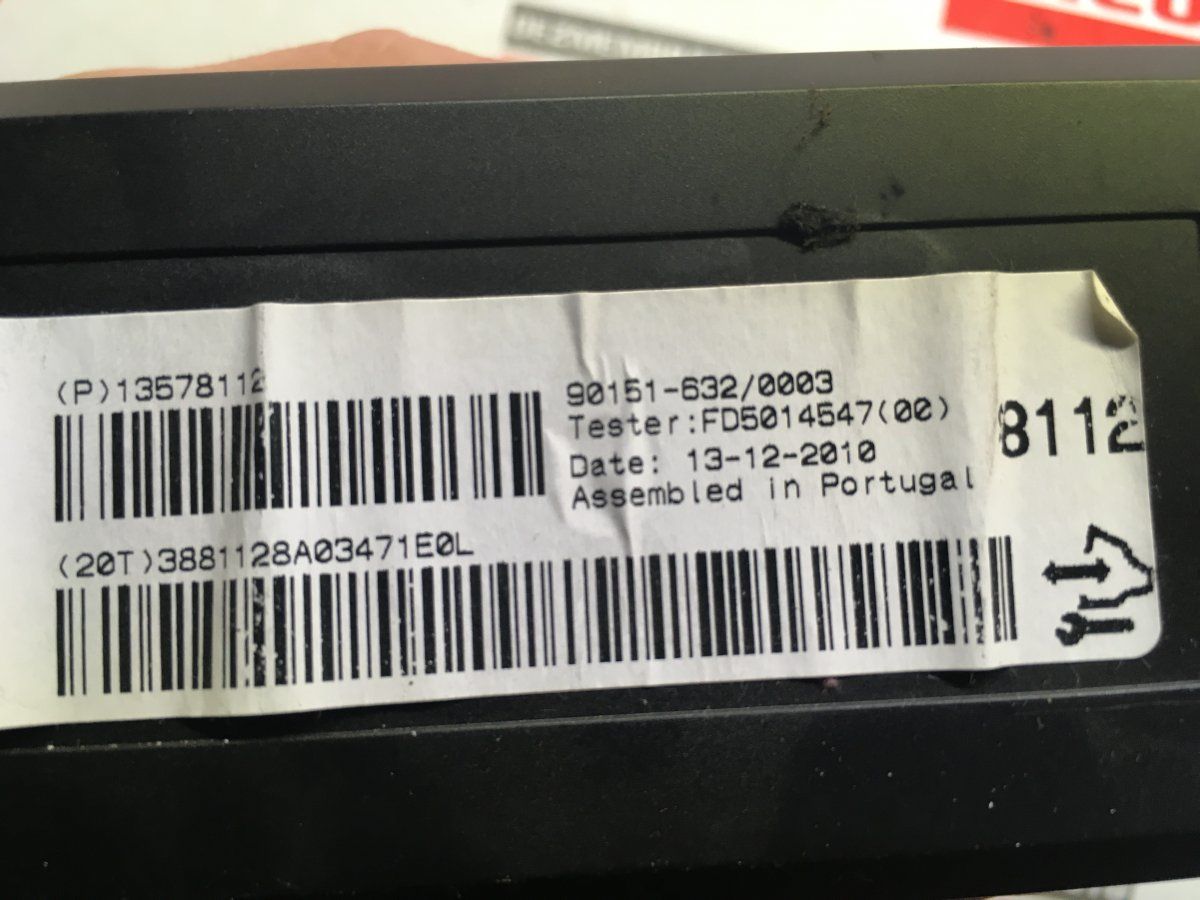 (P)13578112
90151-632/0003
Tester:FD5014547(00)
Date: 13-12-2010
Assembled in Portugal
8112
(20T)3881128A03471E0L